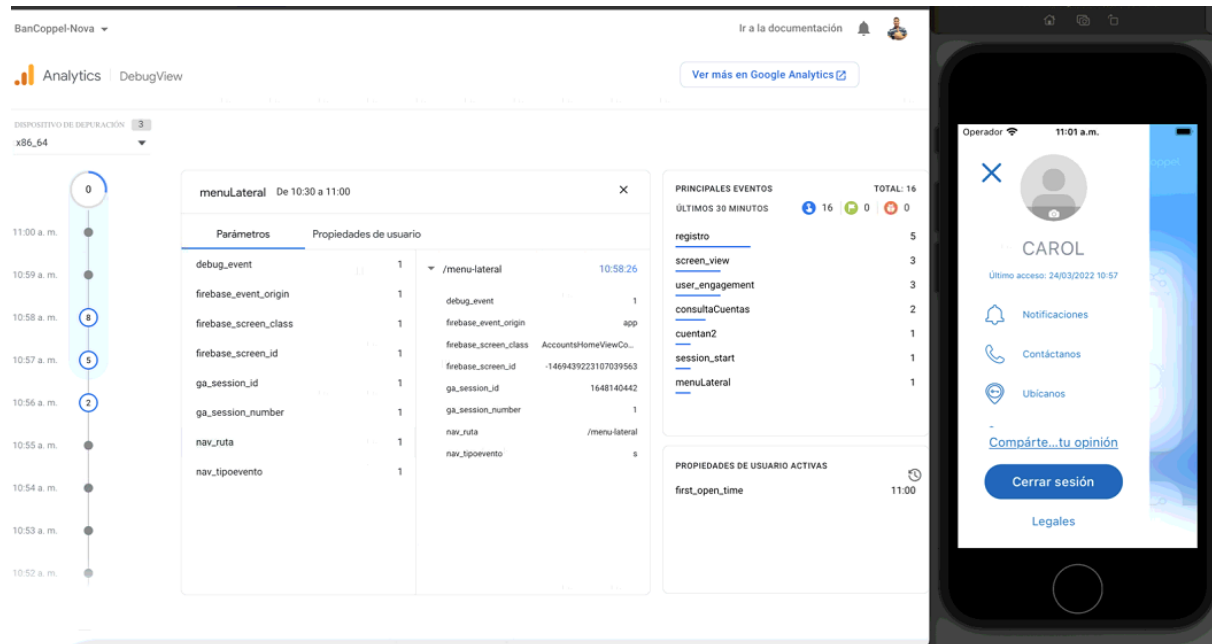 BanCoppel-Nova
Ir a la documentación
Analytics DebugView
Ver más en Google Analytics
DISPOSITIVO DE DEPURACIÓN 3
x86_64
0
11:00 a. m.
10:59 a. m.
10:58 a. m. 8
10:57 a. m. 5
10:56 a. m. 2
10:55 a. m.
10:54 a. m.
10:53 a. m.
10:52 a. m.
menuLateral De 10:30 a 11:00
Parámetros Propiedades de usuario
debug_event 1
firebase_event_origin 1
firebase_screen_class 1
firebase_screen_id 1
ga_session_id 1
ga_session_number 1
nav_ruta 1
nav_tipoevento 1
/menu-lateral 10:58:26
debug_event 1
firebase_event_origin app
firebase_screen_class AccountsHomeViewCo...
firebase_screen_id -1469439223107039563
ga_session_id 1648140442
ga_session_number 1
nav_ruta /menu-lateral
nav_tipoevento s
PRINCIPALES EVENTOS TOTAL: 16
ÚLTIMOS 30 MINUTOS 16 0 0
registro 5
screen_view 3
user_engagement 3
consultaCuentas 2
cuentan2 1
session_start 1
menuLateral 1
PROPIEDADES DE USUARIO ACTIVAS
first_open_time 11:00
Operador 11:01 a.m.
oppel
CAROL
Último acceso: 24/03/2022 10:57
Notificaciones
Contáctanos
Ubícanos
-
Compárte...tu opinión
Cerrar sesión
Legales